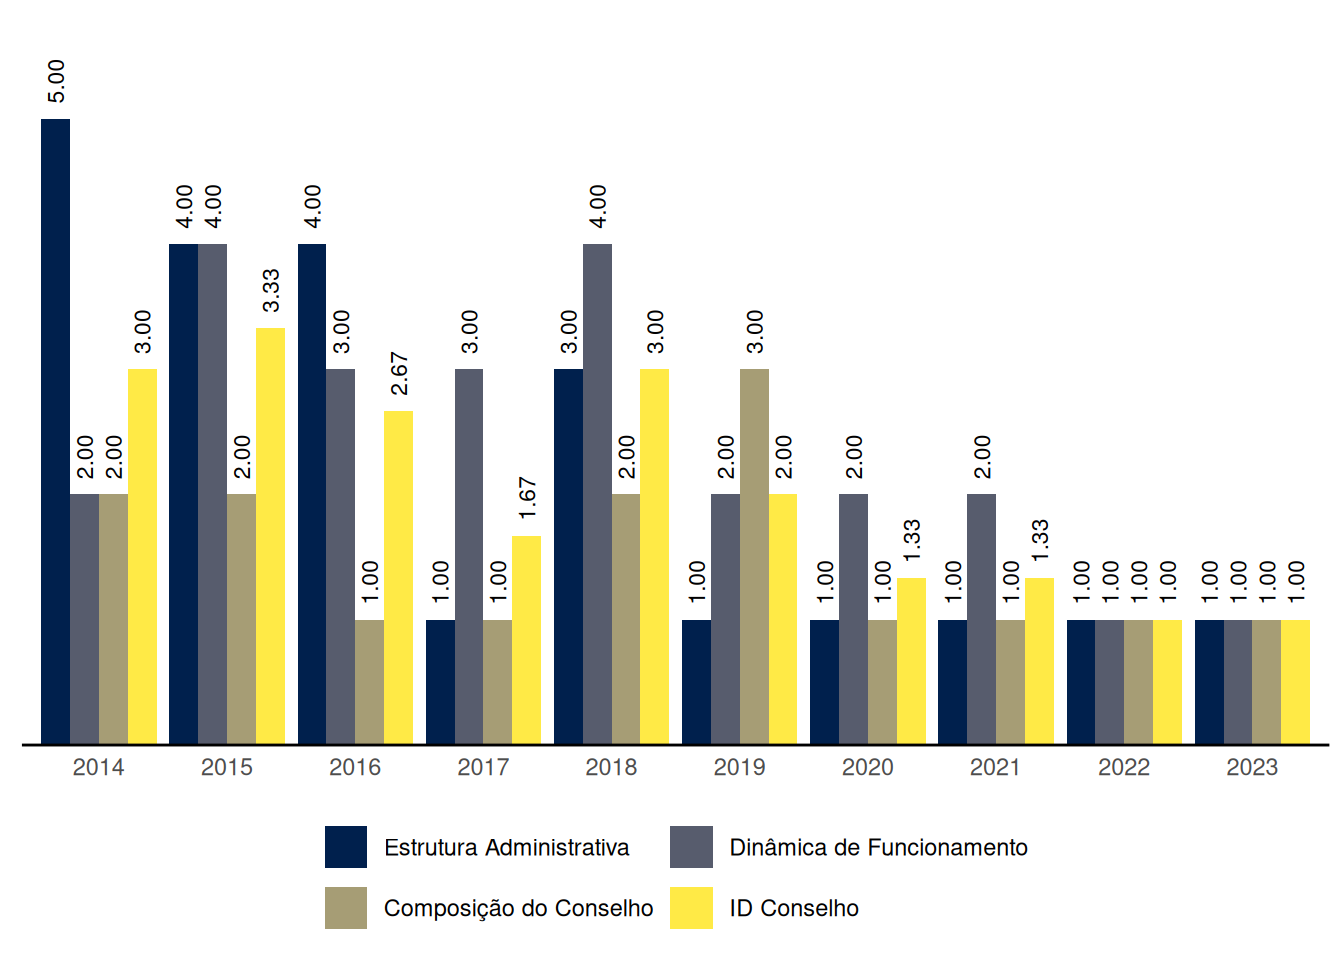 5.00
4.00 4.00 4.00 4.00
3.33
3.00 3.00 3.00 3.00 3.00 3.00
2.67
2.00 2.00 2.00 2.00 2.00 2.00 2.00 2.00
1.67
1.33 1.33
1.00 1.00 1.00 1.00 1.00 1.00 1.00 1.00 1.00 1.00 1.00 1.00 1.00 1.00 1.00 1.00
2014 2015 2016 2017 2018 2019 2020 2021 2022 2023
Estrutura Administrativa Dinâmica de Funcionamento
Composição do Conselho ID Conselho